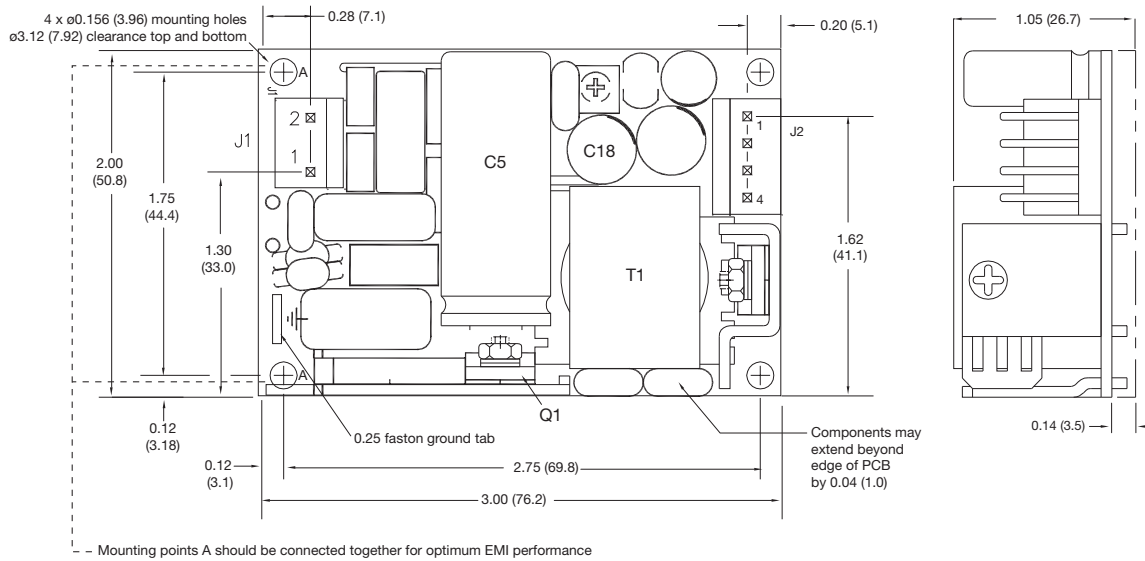 4 x ø0.156 (3.96) mounting holes
ø3.12 (7.92) clearance top and bottom
0.28 (7.1)
0.20 (5.1)
1.05 (26.7)
A
J1
J1
2
1
C5
C18
1
J2
4
2.00
(50.8)
1.75
(44.4)
1.30
(33.0)
T1
1.62
(41.1)
A
Q1
0.12
(3.18)
0.25 faston ground tab
Components may
extend beyond
edge of PCB
by 0.04 (1.0)
0.14 (3.5)
0.12
(3.1)
2.75 (69.8)
3.00 (76.2)
Mounting points A should be connected together for optimum EMI performance